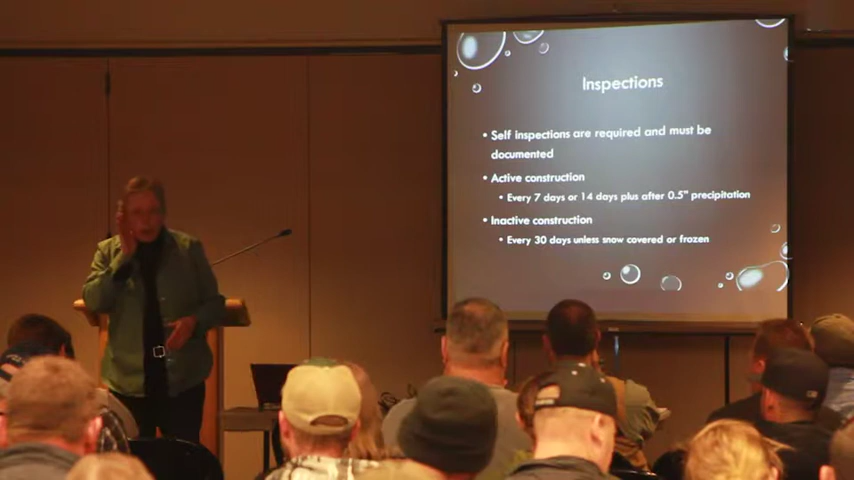 Inspections
• Self inspections are required and must be
documented
• Active construction
• Every 7 days or 14 days plus after 0.5" precipitation
• Inactive construction
• Every 30 days unless snow covered or frozen